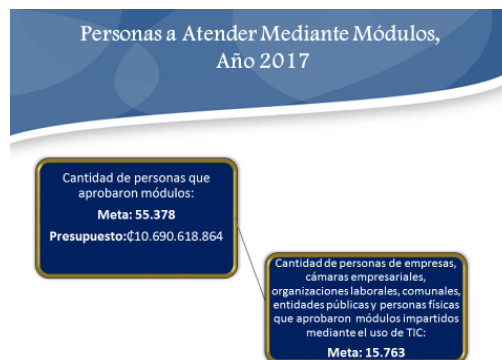 Personas a Atender Mediante Módulos,
Año 2017
Cantidad de personas que
aprobaron módulos:
Meta: 55.378
Presupuesto:₡10.690.618.864
Cantidad de personas de empresas,
cámaras empresariales,
organizaciones laborales, comunales,
entidades públicas y personas físicas
que aprobaron módulos impartidos
mediante el uso de TIC:
Meta: 15.763